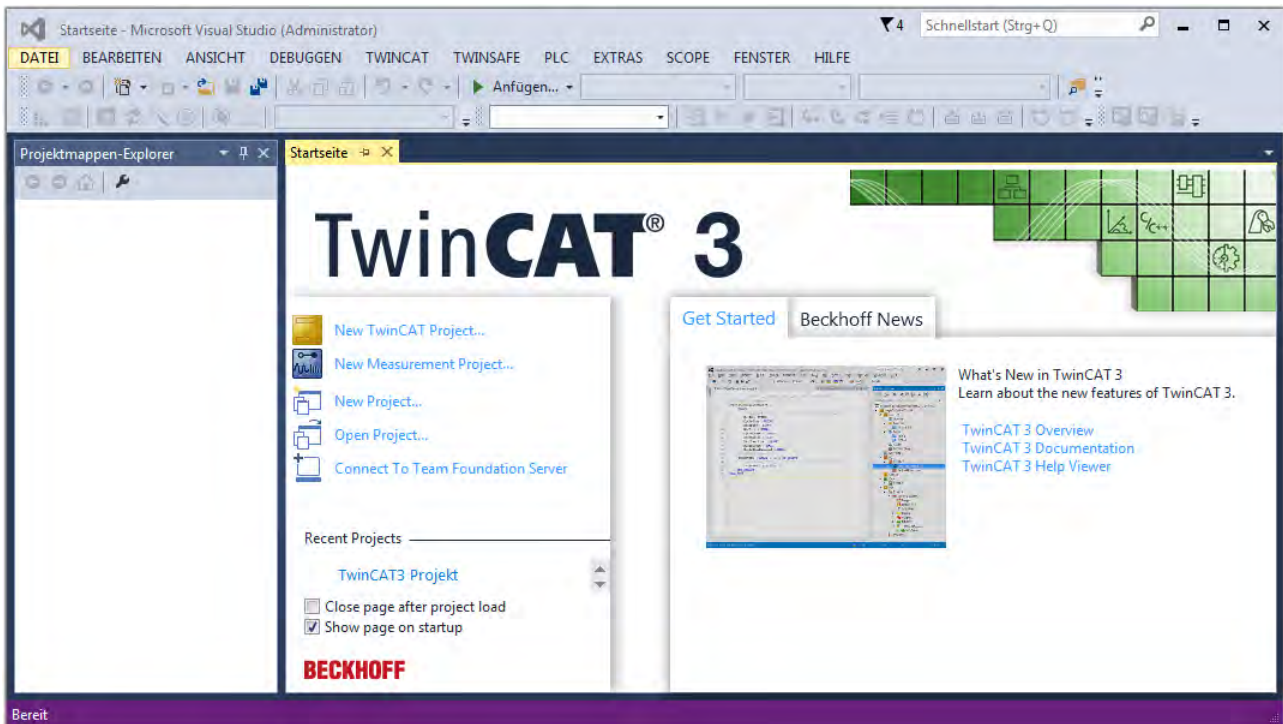 Startseite - Microsoft Visual Studio (Administrator)
4
Schnellstart (Strg+Q)
DATEI BEARBEITEN ANSICHT DEBUGGEN TWINCAT TWINSAFE PLC EXTRAS SCOPE FENSTER HILFE
Anfügen...
Projektmappen-Explorer
Startseite
TwinCAT® 3
C/C++
New TwinCAT Project...
New Measurement Project...
New Project...
Open Project...
Connect To Team Foundation Server
Recent Projects
TwinCAT3 Projekt
Close page after project load
Show page on startup
BECKHOFF
Get Started
Beckhoff News
What's New in TwinCAT 3
Learn about the new features of TwinCAT 3.
TwinCAT 3 Overview
TwinCAT 3 Documentation
TwinCAT 3 Help Viewer
Bereit